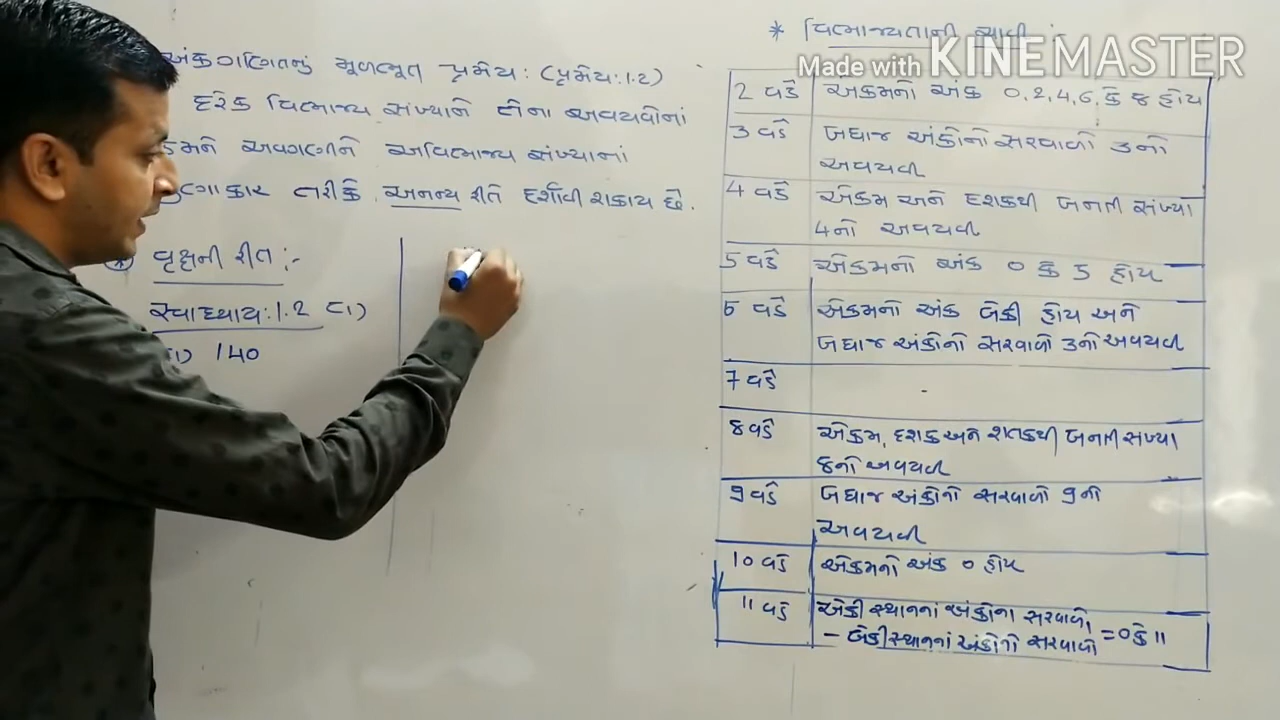 અંકગણિતનું મૂળભૂત પ્રમેય: (પ્રમેય:1.2)
દરેક વિભાજ્ય સંખ્યાને તેના અવયવોનાં
ક્રમને અવગણીને અવિભાજ્ય સંખ્યાનાં
ગુણાકાર તરીકે અનન્ય રીતે દર્શાવી શકાય છે.
* વૃક્ષની રીત :-
સ્વાધ્યાય:1.2 (1)
(1) 140
* વિભાજ્યતાની ચાવી :-
Made with KINEMASTER
2 વડે એકમનો અંક 0,2,4,6,કે 8 હોય
3 વડે બધાજ અંકોનો સરવાળો 3નો
અવયવી
4 વડે એકમ અને દશકથી બનતી સંખ્યા
4નો અવયવી
5 વડે એકમનો અંક 0 કે 5 હોય
6 વડે એકમનો અંક બેકી હોય અને
બધાજ અંકોનો સરવાળો 3નો અવયવી
7 વડે
8 વડે એકમ, દશક અને શતકથી બનતી સંખ્યા
8નો અવયવી
9 વડે બધાજ અંકોનો સરવાળો 9નો
અવયવી
10 વડે એકમનો અંક 0 હોય
11 વડે એકી સ્થાનનાં અંકોના સરવાળો
- બેકી સ્થાનનાં અંકોનો સરવાળો = 0 કે 11